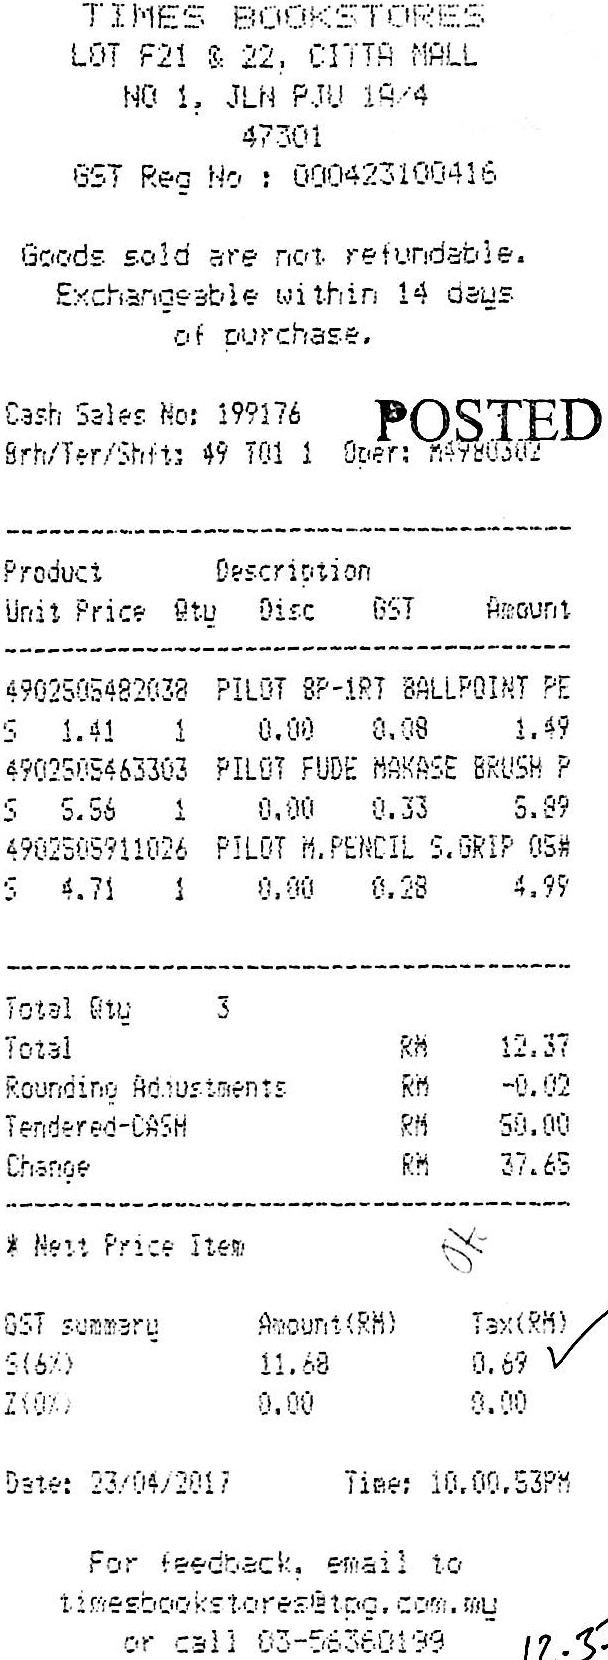 TIMES BOOKSTORES
LOT F21 & 22, CITTA MALL
NO 1, JLN PJU 1A/4
47301
GST Reg No : 000423100416
Goods sold are not refundable.
Exchangeable within 14 days
of purchase.
Cash Sales No: 199176
POSTED
Brh/Ter/Shft: 49 T01 1 Oper: M4980302
Product Description
Unit Price Qty Disc GST Amount
4902505482038 PILOT BP-1RT BALLPOINT PE
S 1.41 1 0.00 0.08 1.49
4902505463303 PILOT FUDE MAKASE BRUSH P
S 5.56 1 0.00 0.33 5.89
4902505911026 PILOT M.PENCIL S.GRIP 05#
S 4.71 1 0.00 0.28 4.99
Total Qty 3
Total RM 12.37
Rounding Adjustments RM -0.02
Tendered-CASH RM 50.00
Change RM 37.65
* Nett Price Item
OK
GST summary Amount(RM) Tax(RM)
S(6%) 11.68 0.69
Z(0%) 0.00 0.00
Date: 23/04/2017 Time: 10.00.53PM
For feedback, email to
timesbookstores@tpg.com.my
or call 03-56360199